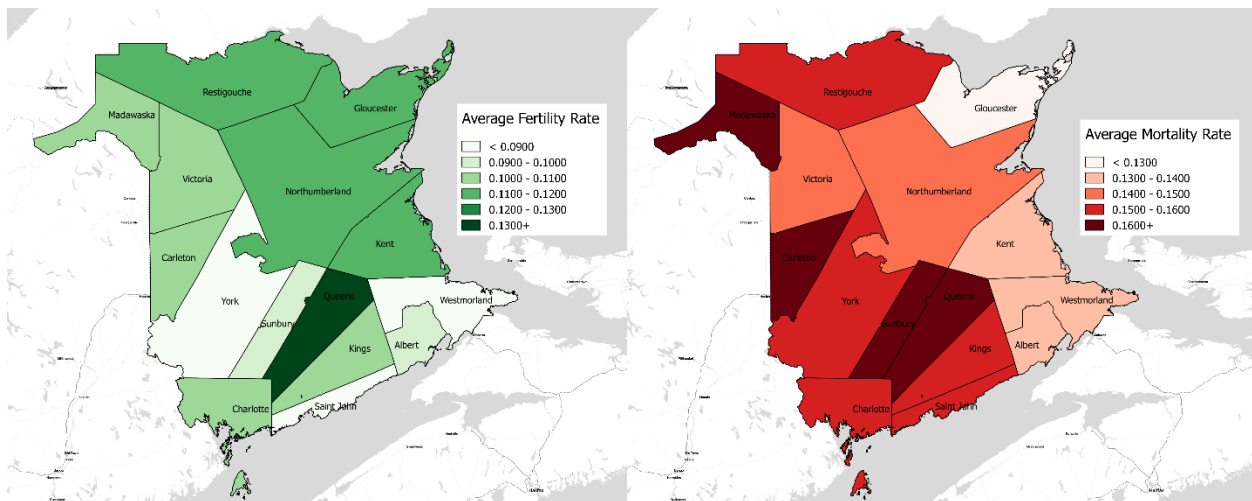 Restigouche
Gloucester
Madawaska
Victoria
Northumberland
Carleton
Kent
York
Queens
Sunbury
Westmorland
Kings
Albert
Charlotte
Saint John
Average Fertility Rate
< 0.0900
0.0900 - 0.1000
0.1000 - 0.1100
0.1100 - 0.1200
0.1200 - 0.1300
0.1300+
Halifax
Restigouche
Gloucester
Madawaska
Victoria
Northumberland
Carleton
Kent
York
Queens
Sunbury
Westmorland
Kings
Albert
Charlotte
Saint John
Average Mortality Rate
< 0.1300
0.1300 - 0.1400
0.1400 - 0.1500
0.1500 - 0.1600
0.1600+
Halifax